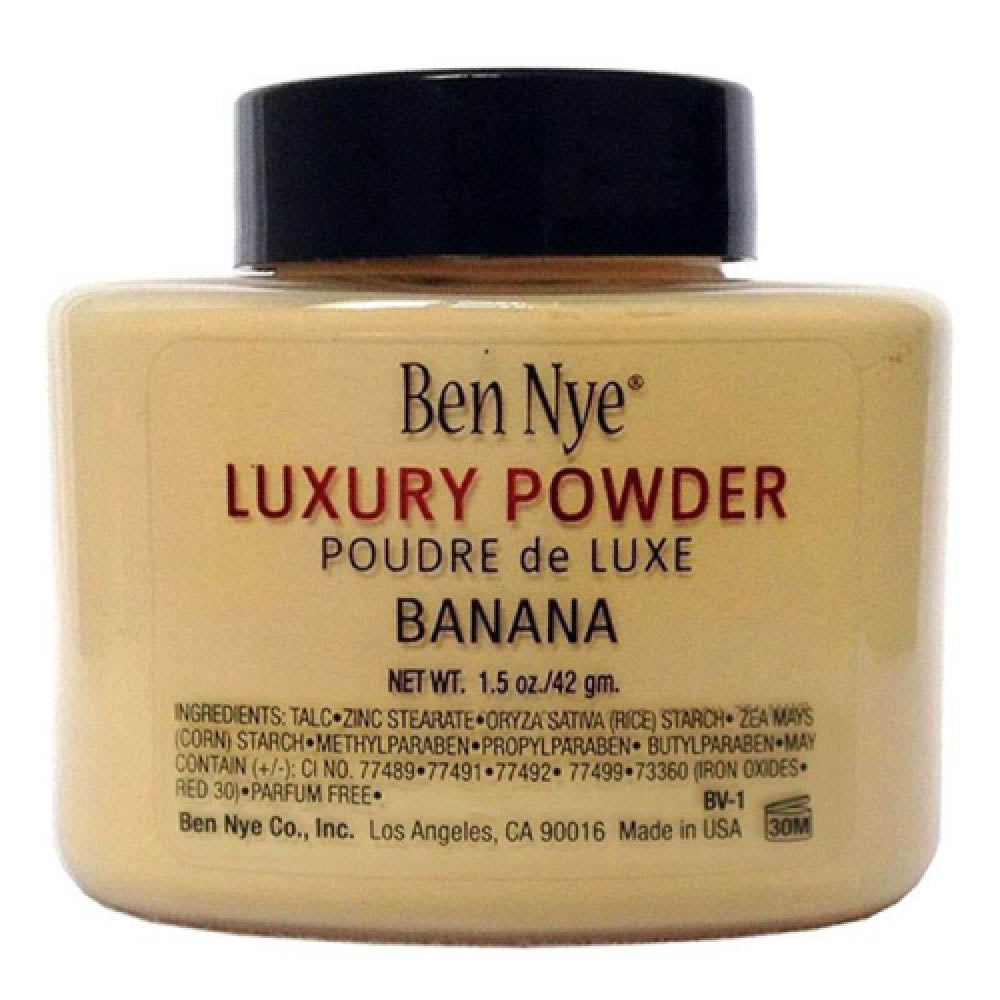 Ben Nye®
LUXURY POWDER
POUDRE de LUXE
BANANA
NET WT. 1.5 oz./42 gm.
INGREDIENTS: TALC•ZINC STEARATE•ORYZA SATIVA (RICE) STARCH• ZEA MAYS
(CORN) STARCH•METHYLPARABEN•PROPYLPARABEN• BUTYLPARABEN•MAY
CONTAIN (+/-): CI NO. 77489•77491•77492• 77499•73360 (IRON OXIDES•
RED 30)•PARFUM FREE•
BV-1
Ben Nye Co., Inc. Los Angeles, CA 90016 Made in USA 30M